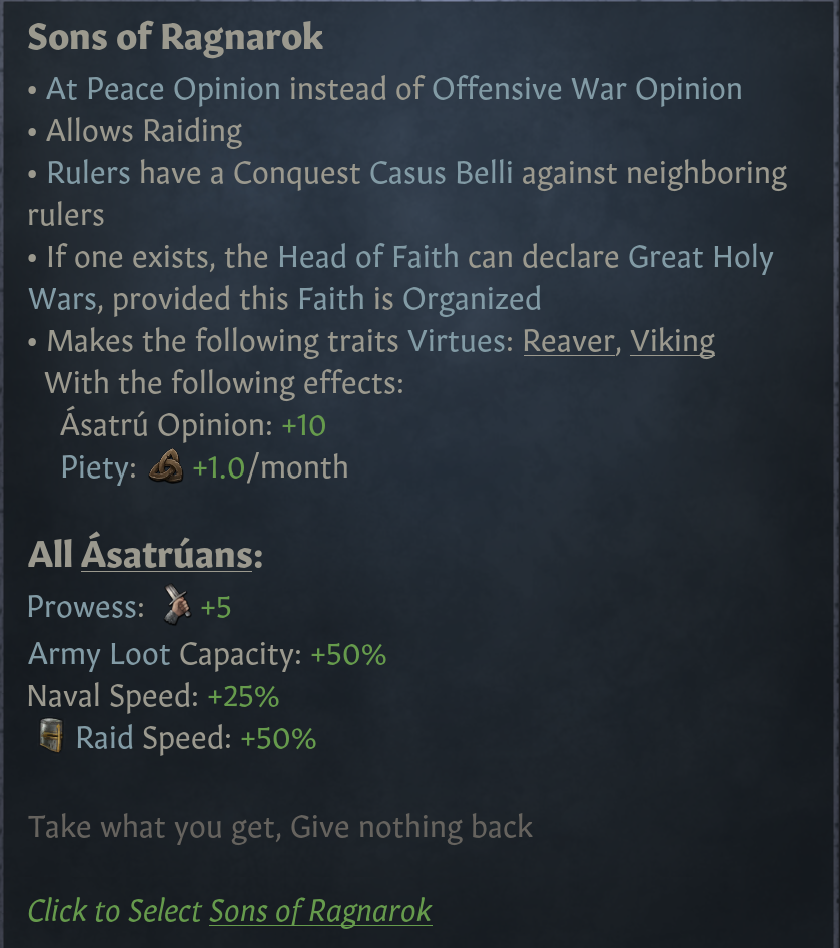 Sons of Ragnarok
• At Peace Opinion instead of Offensive War Opinion
• Allows Raiding
• Rulers have a Conquest Casus Belli against neighboring
rulers
• If one exists, the Head of Faith can declare Great Holy
Wars, provided this Faith is Organized
• Makes the following traits Virtues: Reaver, Viking
With the following effects:
Ásatrú Opinion: +10
Piety: +1.0/month
All Ásatrúans:
Prowess: +5
Army Loot Capacity: +50%
Naval Speed: +25%
Raid Speed: +50%
Take what you get, Give nothing back
Click to Select Sons of Ragnarok